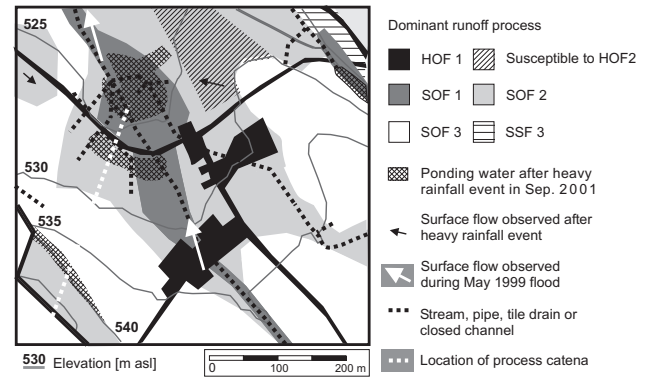 525
530
535
540
530 Elevation [m asl]
0 100 200 m
Dominant runoff process
HOF 1 Susceptible to HOF2
SOF 1 SOF 2
SOF 3 SSF 3
Ponding water after heavy
rainfall event in Sep. 2001
Surface flow observed after
heavy rainfall event
Surface flow observed
during May 1999 flood
Stream, pipe, tile drain or
closed channel
Location of process catena